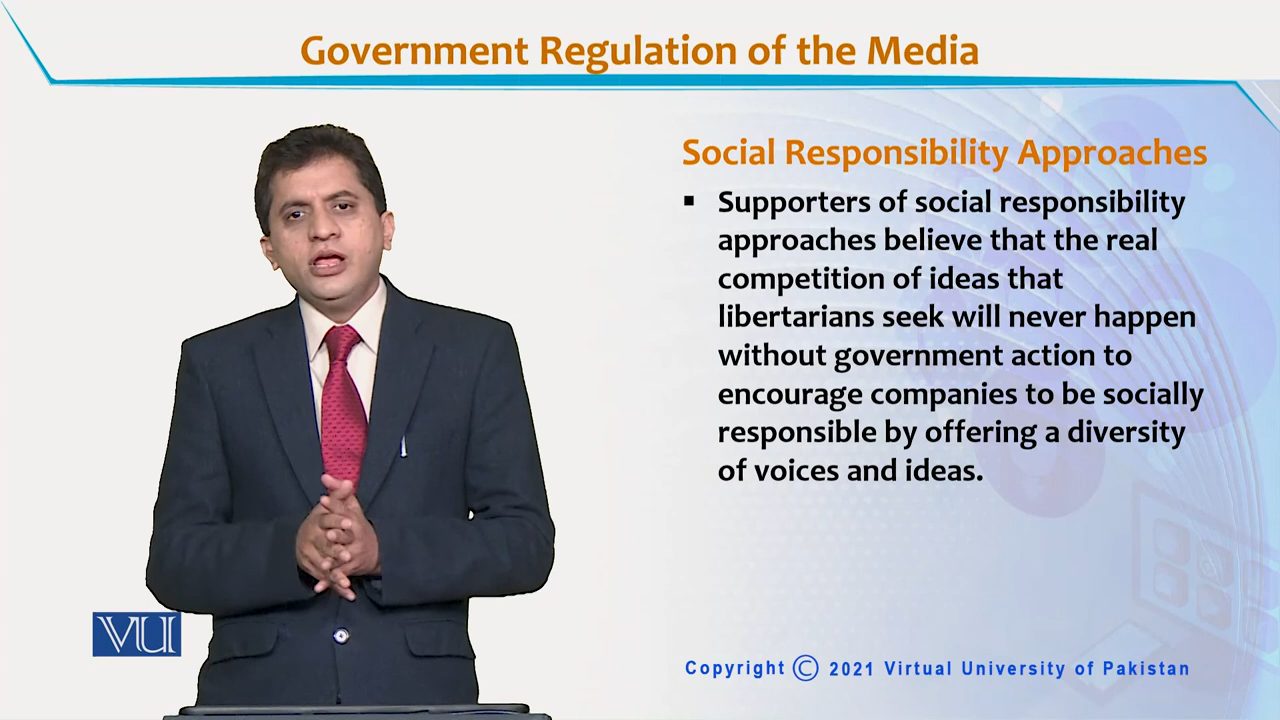 Government Regulation of the Media
Social Responsibility Approaches
▪ Supporters of social responsibility
approaches believe that the real
competition of ideas that
libertarians seek will never happen
without government action to
encourage companies to be socially
responsible by offering a diversity
of voices and ideas.
VU
Copyright © 2021 Virtual University of Pakistan